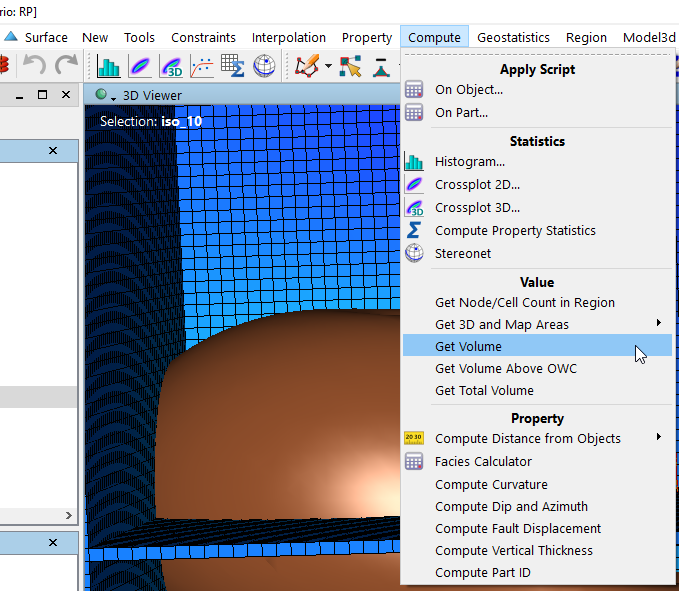 rio: RP]
Surface New Tools Constraints Interpolation Property Compute Geostatistics Region Model3d
3D Viewer
Selection: iso_10
Apply Script
On Object...
On Part...
Statistics
Histogram...
Crossplot 2D...
3D Crossplot 3D...
Compute Property Statistics
Stereonet
Value
Get Node/Cell Count in Region
Get 3D and Map Areas
Get Volume
Get Volume Above OWC
Get Total Volume
Property
20 30 Compute Distance from Objects
Facies Calculator
Compute Curvature
Compute Dip and Azimuth
Compute Fault Displacement
Compute Vertical Thickness
Compute Part ID